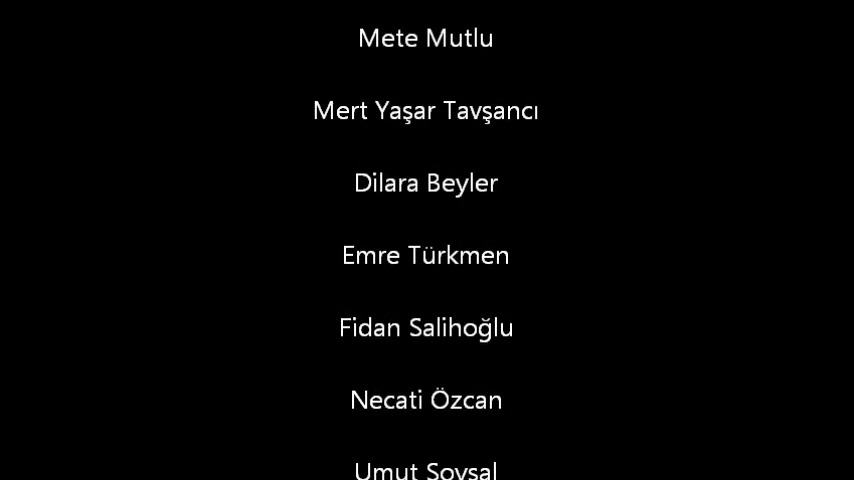 Mete Mutlu
Mert Yaşar Tavşancı
Dilara Beyler
Emre Türkmen
Fidan Salihoğlu
Necati Özcan
Umut Soysal